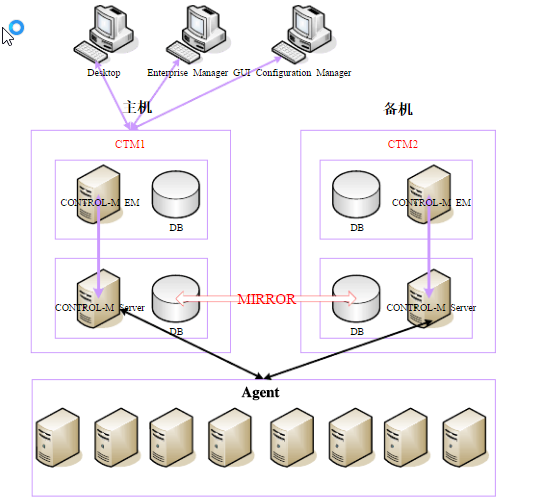 Desktop
Enterprise Manager GUI
Configuration Manager
主机
备机
CTM1
CTM2
CONTROL-M EM
DB
DB
CONTROL-M EM
CONTROL-M Server
DB
MIRROR
DB
CONTROL-M Server
Agent